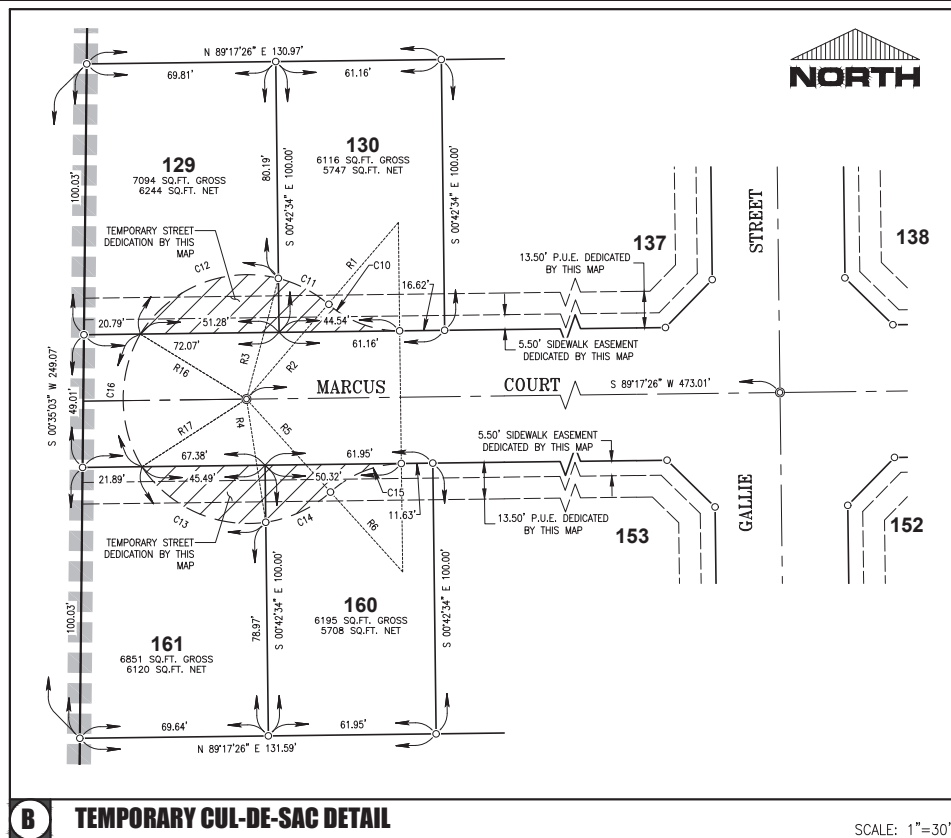 N 89°17'26" E 130.97'
69.81'
61.16'
NORTH
100.03'
129
7094 SQ.FT. GROSS
6244 SQ.FT. NET
80.19'
S 00°42'34" E 100.00'
130
6116 SQ.FT. GROSS
5747 SQ.FT. NET
S 00°42'34" E 100.00'
TEMPORARY STREET
DEDICATION BY THIS
MAP
C12
C11
R1
C10
16.62'
137
13.50' P.U.E. DEDICATED
BY THIS MAP
STREET
138
20.79'
51.28'
44.54'
72.07'
61.16'
5.50' SIDEWALK EASEMENT
DEDICATED BY THIS MAP
R16
R3
R2
S 00°35'03" W 249.07'
49.01'
C16
MARCUS
COURT
S 89°17'26" W 473.01'
R17
R4
R5
67.38'
61.95'
5.50' SIDEWALK EASEMENT
DEDICATED BY THIS MAP
21.89'
45.49'
50.32'
C15
11.63'
C13
C14
R6
13.50' P.U.E. DEDICATED
BY THIS MAP
153
GALLIE
152
TEMPORARY STREET
DEDICATION BY THIS
MAP
100.03'
161
6851 SQ.FT. GROSS
6120 SQ.FT. NET
78.97'
S 00°42'34" E 100.00'
160
6195 SQ.FT. GROSS
5708 SQ.FT. NET
S 00°42'34" E 100.00'
69.64'
61.95'
N 89°17'26" E 131.59'
B
TEMPORARY CUL-DE-SAC DETAIL
SCALE: 1"=30'